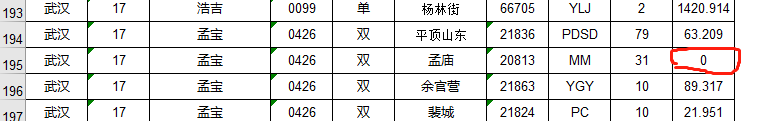 193 武汉 17 浩吉 0099 单 杨林街 66705 YLJ 2 1420.914
194 武汉 17 孟宝 0426 双 平顶山东 21836 PDSD 79 63.209
195 武汉 17 孟宝 0426 双 孟庙 20813 MM 31 0
196 武汉 17 孟宝 0426 双 余官营 21863 YGY 10 89.317
197 武汉 17 孟宝 0426 双 裴城 21824 PC 10 21.951